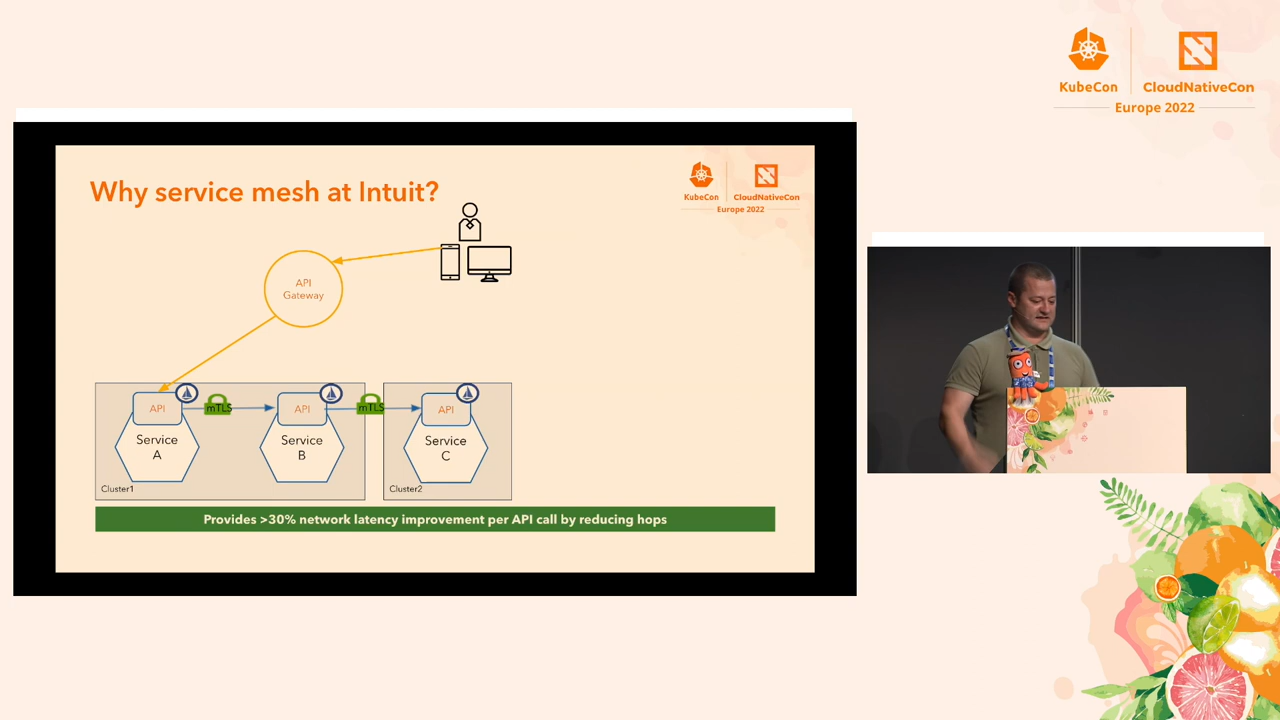 KubeCon
CloudNativeCon
Europe 2022
Why service mesh at Intuit?
KubeCon
CloudNativeCon
Europe 2022
API
Gateway
API
mTLS
API
mTLS
API
Service
A
Service
B
Service
C
Cluster1
Cluster2
Provides >30% network latency improvement per API call by reducing hops